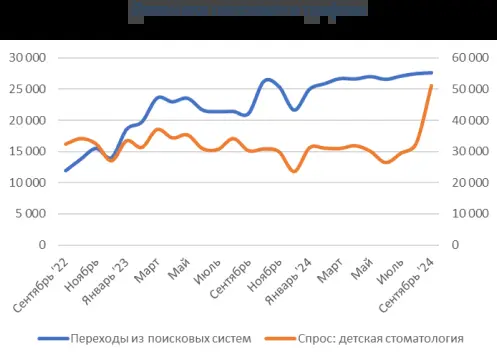 30 000
25 000
20 000
15 000
10 000
5 000
0
60 000
50 000
40 000
30 000
20 000
10 000
0
Сентябрь '22
Ноябрь
Январь '23
Март
Май
Июль
Сентябрь
Ноябрь
Январь '24
Март
Май
Июль
Сентябрь '24
Переходы из поисковых систем
Спрос: детская стоматология